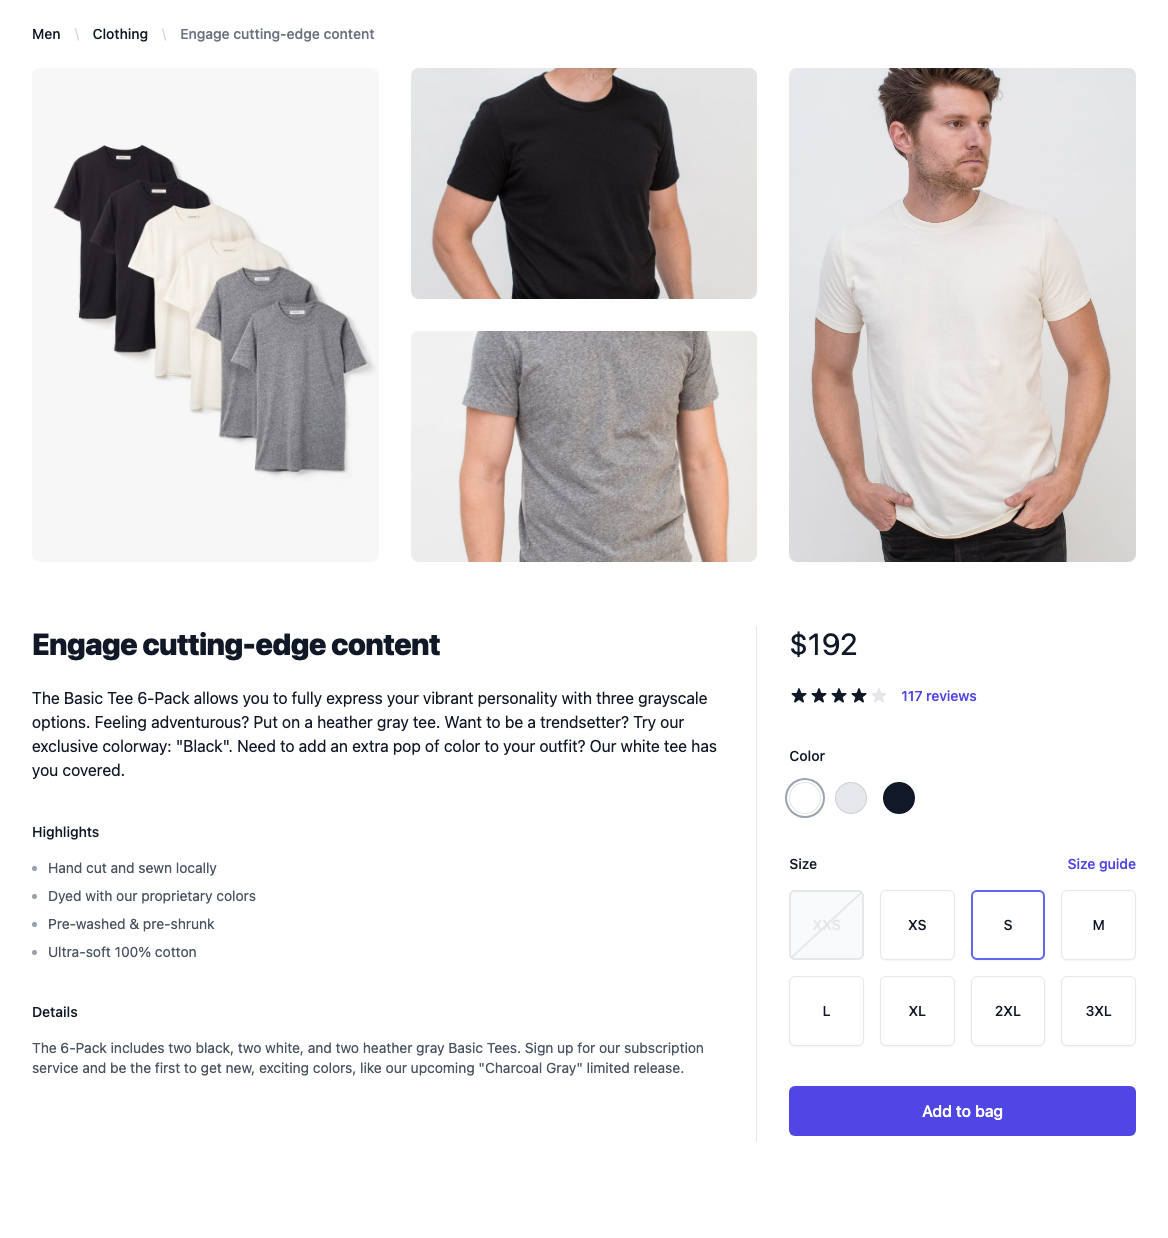 Men \ Clothing \ Engage cutting-edge content
Engage cutting-edge content
The Basic Tee 6-Pack allows you to fully express your vibrant personality with three grayscale
options. Feeling adventurous? Put on a heather gray tee. Want to be a trendsetter? Try our
exclusive colorway: "Black". Need to add an extra pop of color to your outfit? Our white tee has
you covered.
Highlights
Hand cut and sewn locally
Dyed with our proprietary colors
Pre-washed & pre-shrunk
Ultra-soft 100% cotton
Details
The 6-Pack includes two black, two white, and two heather gray Basic Tees. Sign up for our subscription
service and be the first to get new, exciting colors, like our upcoming "Charcoal Gray" limited release.
$192
117 reviews
Color
Size Size guide
XXS XS S M
L XL 2XL 3XL
Add to bag